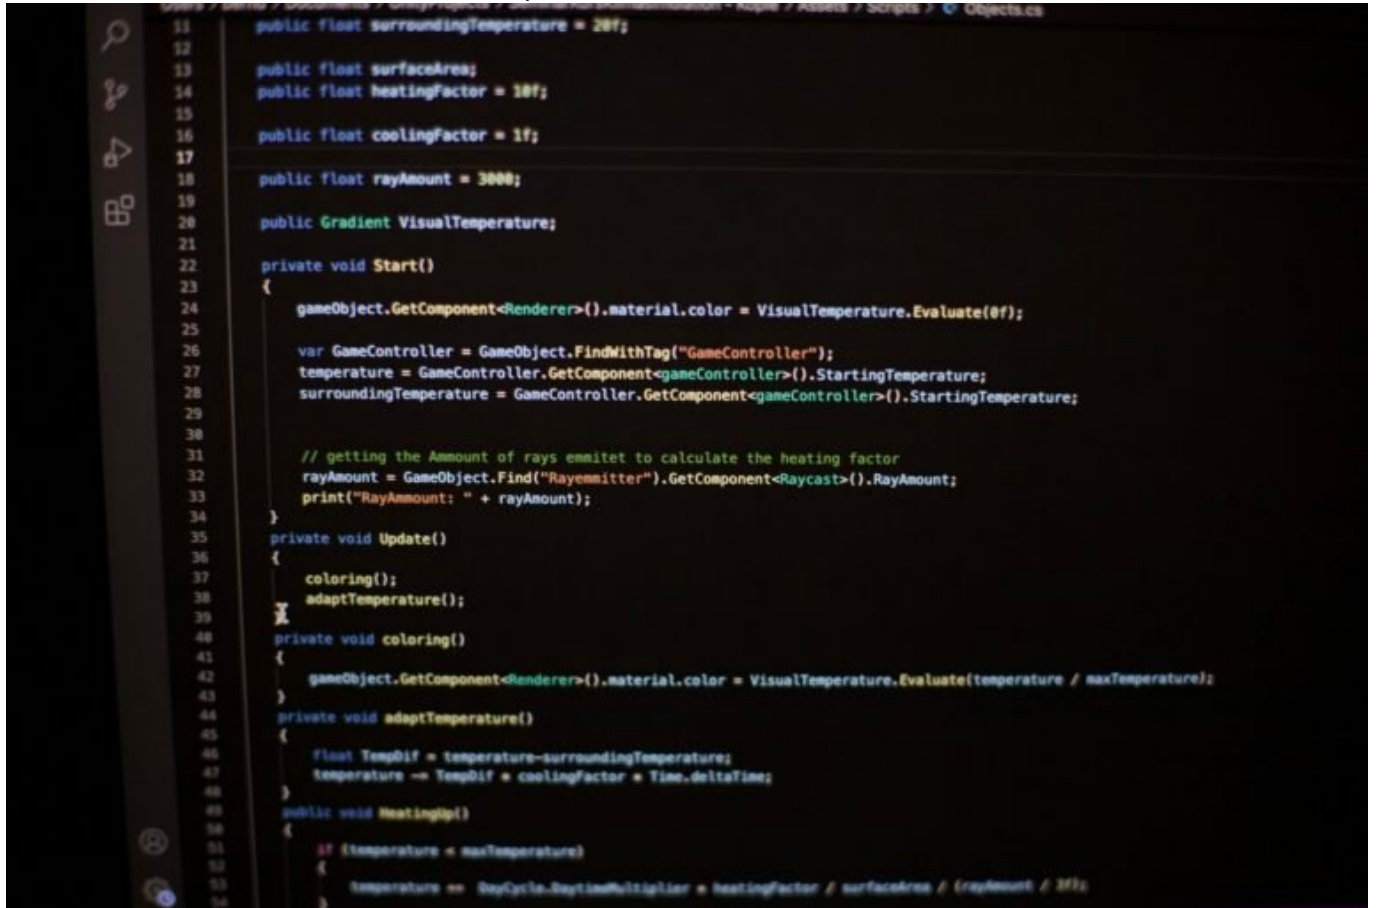 Assets > Scripts > Objects.cs
11 public float surroundingTemperature = 20f;
12
13 public float surfaceArea;
14 public float heatingFactor = 10f;
15
16 public float coolingFactor = 1f;
17
18 public float rayAmount = 3000;
19
20 public Gradient VisualTemperature;
21
22 private void Start()
23 {
24 gameObject.GetComponent<Renderer>().material.color = VisualTemperature.Evaluate(0f);
25
26 var GameController = GameObject.FindWithTag("GameController");
27 temperature = GameController.GetComponent<gameController>().StartingTemperature;
28 surroundingTemperature = GameController.GetComponent<gameController>().StartingTemperature;
29
30
31 // getting the Ammount of rays emmitet to calculate the heating factor
32 rayAmount = GameObject.Find("Rayemmitter").GetComponent<Raycast>().RayAmount;
33 print("RayAmmount: " + rayAmount);
34 }
35 private void Update()
36 {
37 coloring();
38 adaptTemperature();
39 }
40 private void coloring()
41 {
42 gameObject.GetComponent<Renderer>().material.color = VisualTemperature.Evaluate(temperature / maxTemperature);
43 }
44 private void adaptTemperature()
45 {
46 float TempDif = temperature-surroundingTemperature;
47 temperature -= TempDif * coolingFactor * Time.deltaTime;
48 }
49 public void HeatingUp()
50 {
51 if (temperature < maxTemperature)
52 {
53 temperature += DayCycle.DaytimeMultiplier * heatingFactor / surfaceArea / (rayAmount / 3f);
54 }